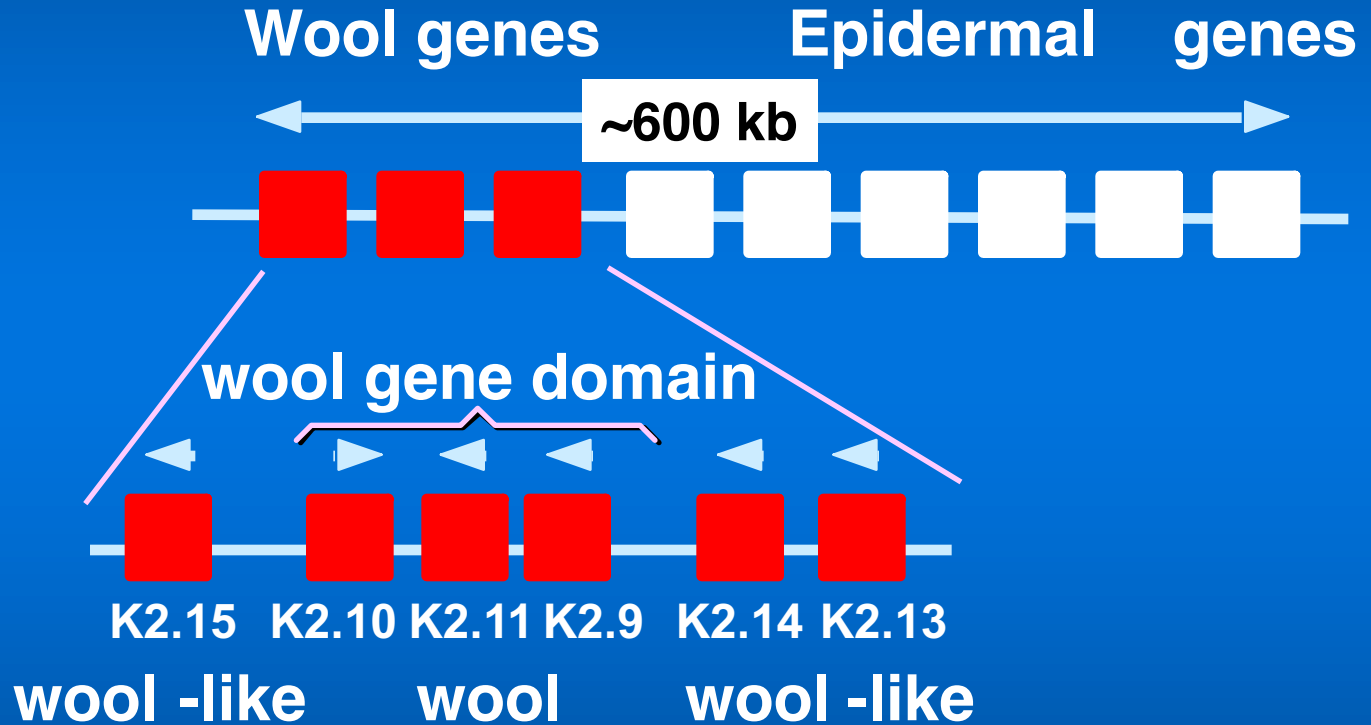 Wool genes Epidermal genes
~600 kb
wool gene domain
K2.15 K2.10 K2.11 K2.9 K2.14 K2.13
wool -like wool wool -like